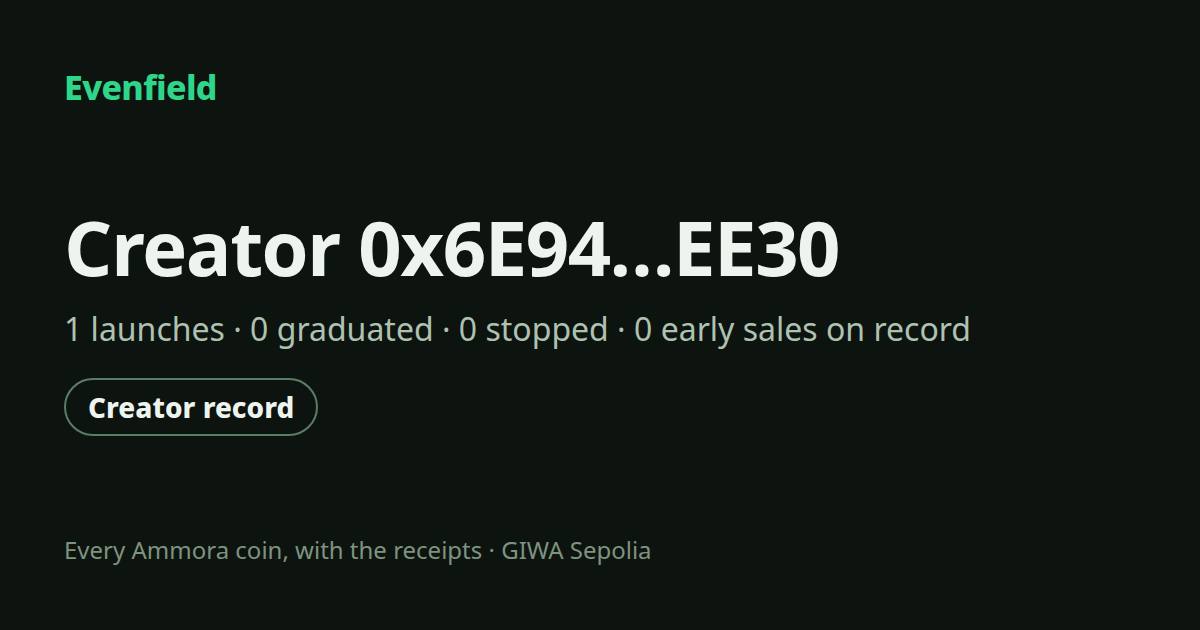 Evenfield
Creator 0x6E94…EE30
1 launches · 0 graduated · 0 stopped · 0 early sales on record
Creator record
Every Ammora coin, with the receipts · GIWA Sepolia